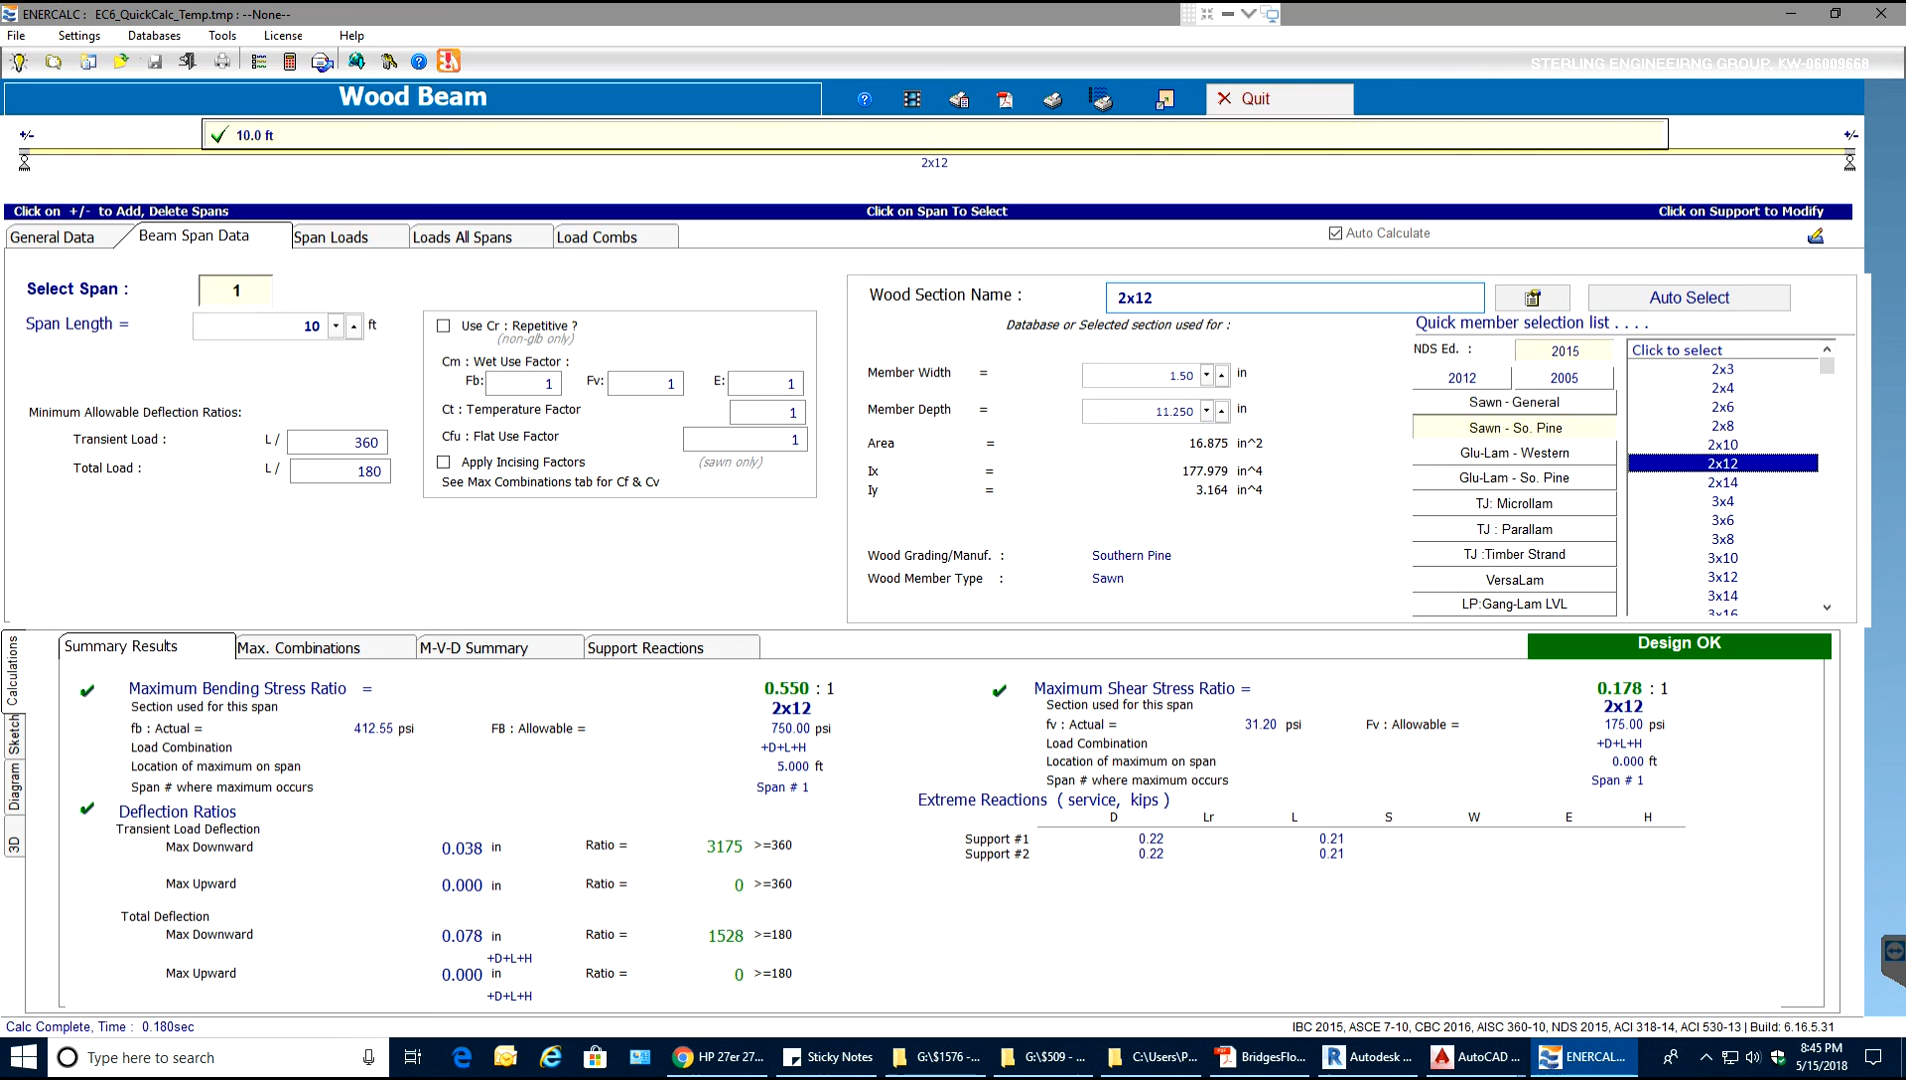 ENERCALC : EC6_QuickCalc_Temp.tmp : --None--
File Settings Databases Tools License Help
STERLING ENGINEEIRNG GROUP. KW-06009668
Wood Beam
Quit
+/- 10.0 ft +/-
2x12
Click on +/- to Add, Delete Spans Click on Span To Select Click on Support to Modify
General Data Beam Span Data Span Loads Loads All Spans Load Combs Auto Calculate
Select Span : 1
Span Length = 10 ft
Minimum Allowable Deflection Ratios:
Transient Load : L / 360
Total Load : L / 180
Use Cr : Repetitive ?
(non-glb only)
Cm : Wet Use Factor :
Fb: 1 Fv: 1 E: 1
Ct : Temperature Factor 1
Cfu : Flat Use Factor 1
Apply Incising Factors (sawn only)
See Max Combinations tab for Cf & Cv
Wood Section Name : 2x12 Auto Select
Database or Selected section used for :
Member Width = 1.50 in
Member Depth = 11.250 in
Area = 16.875 in^2
Ix = 177.979 in^4
Iy = 3.164 in^4
Wood Grading/Manuf. : Southern Pine
Wood Member Type : Sawn
Quick member selection list . . . .
NDS Ed. : 2015
2012 2005
Sawn - General
Sawn - So. Pine
Glu-Lam - Western
Glu-Lam - So. Pine
TJ: Microllam
TJ : Parallam
TJ :Timber Strand
VersaLam
LP:Gang-Lam LVL
Click to select
2x3
2x4
2x6
2x8
2x10
2x12
2x14
3x4
3x6
3x8
3x10
3x12
3x14
3x16
Calculations
Sketch
Diagram
3D
Summary Results Max. Combinations M-V-D Summary Support Reactions Design OK
Maximum Bending Stress Ratio = 0.550 : 1
Section used for this span 2x12
fb : Actual = 412.55 psi FB : Allowable = 750.00 psi
Load Combination +D+L+H
Location of maximum on span 5.000 ft
Span # where maximum occurs Span # 1
Maximum Shear Stress Ratio = 0.178 : 1
Section used for this span 2x12
fv : Actual = 31.20 psi Fv : Allowable = 175.00 psi
Load Combination +D+L+H
Location of maximum on span 0.000 ft
Span # where maximum occurs Span # 1
Deflection Ratios
Transient Load Deflection
Max Downward 0.038 in Ratio = 3175 >=360
Max Upward 0.000 in Ratio = 0 >=360
Total Deflection
Max Downward 0.078 in Ratio = 1528 >=180
+D+L+H
Max Upward 0.000 in Ratio = 0 >=180
+D+L+H
Extreme Reactions ( service, kips )
D Lr L S W E H
Support #1 0.22 0.21
Support #2 0.22 0.21
Calc Complete, Time : 0.180sec
IBC 2015, ASCE 7-10, CBC 2016, AISC 360-10, NDS 2015, ACI 318-14, ACI 530-13 | Build: 6.16.5.31
Type here to search
HP 27er 27... Sticky Notes G:\$1576 -... G:\$509 - ... C:\Users\P... BridgesFlo... Autodesk ... AutoCAD ... ENERCAL...
8:45 PM
5/15/2018